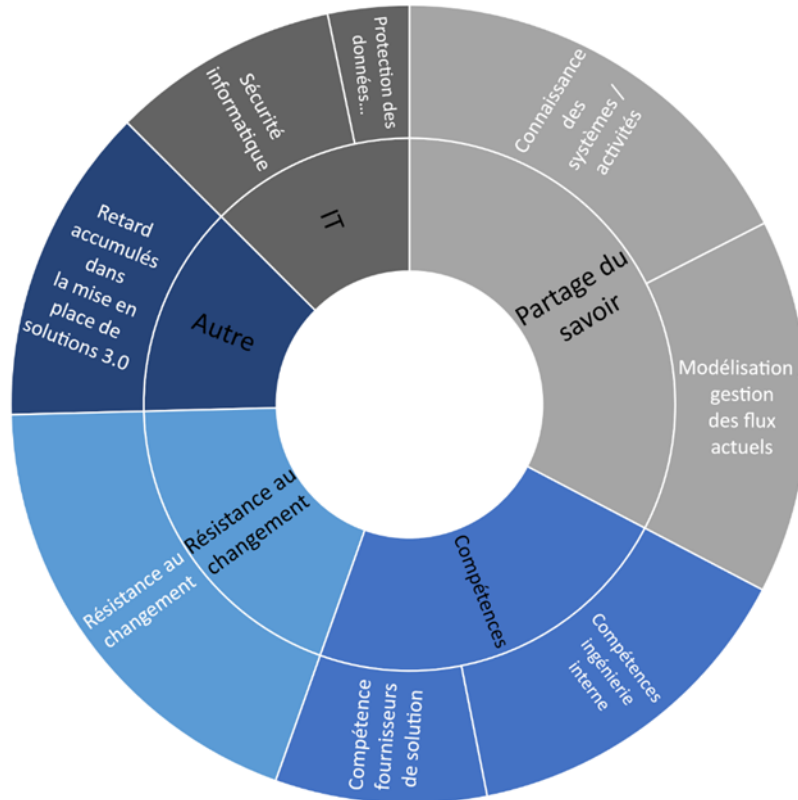 Protection des
données...
Sécurité
informatique
IT
Connaissance
des
systèmes /
activités
Partage du
savoir
Modélisation
gestion
des flux
actuels
Retard
accumulés
dans
la mise en
place de
solutions 3.0
Autre
Résistance au
changement
Résistance au
changement
Compétences
Compétence
fournisseurs
de solution
Compétences
ingénierie
interne